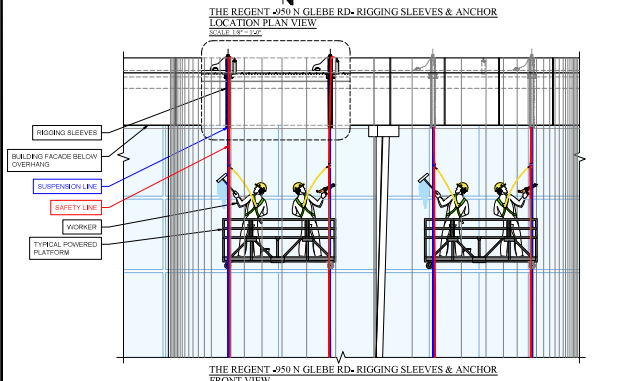 N
THE REGENT -950 N GLEBE RD- RIGGING SLEEVES & ANCHOR
LOCATION PLAN VIEW
SCALE: 1/8" = 1'-0"
RIGGING SLEEVES
BUILDING FACADE BELOW
OVERHANG
SUSPENSION LINE
SAFETY LINE
WORKER
TYPICAL POWERED
PLATFORM
THE REGENT -950 N GLEBE RD- RIGGING SLEEVES & ANCHOR
FRONT VIEW